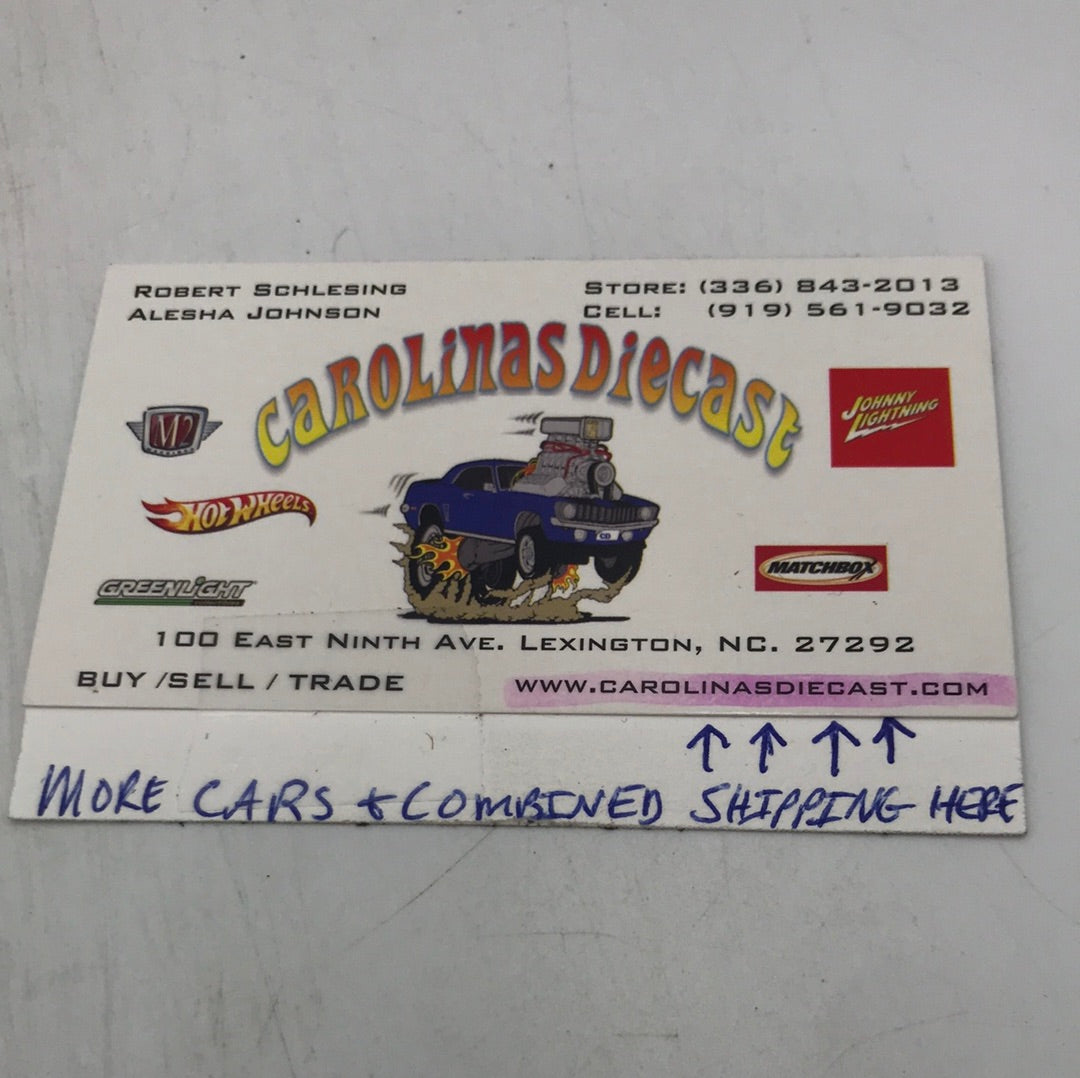 ROBERT SCHLESING
ALESHA JOHNSON
STORE: (336) 843-2013
CELL: (919) 561-9032
CAROLINAS DIECAST
M2
JOHNNY LIGHTNING
HOT WHEELS
CD
MATCHBOX
GREENLIGHT
100 EAST NINTH AVE. LEXINGTON, NC. 27292
BUY /SELL / TRADE
WWW.CAROLINASDIECAST.COM
↑ ↑ ↑ ↑
MORE CARS + COMBINED SHIPPING HERE